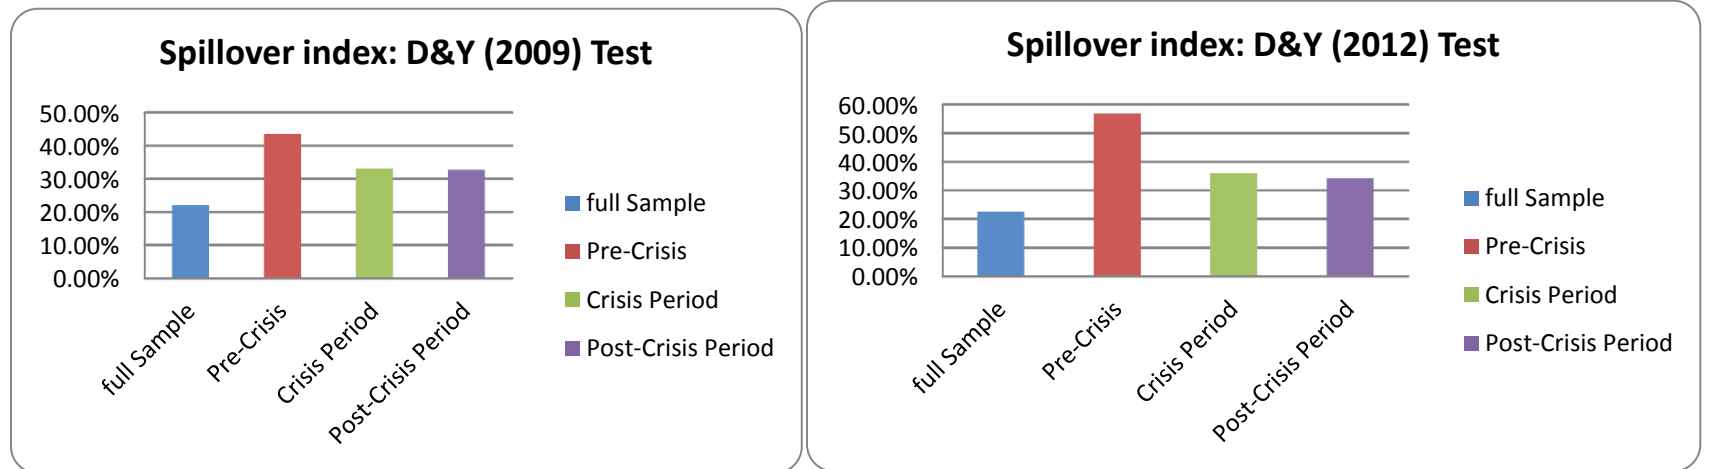 Spillover index: D&Y (2009) Test
50.00%
40.00%
30.00%
20.00%
10.00%
0.00%
full Sample
Pre-Crisis
Crisis Period
Post-Crisis Period
full Sample
Pre-Crisis
Crisis Period
Post-Crisis Period
Spillover index: D&Y (2012) Test
60.00%
50.00%
40.00%
30.00%
20.00%
10.00%
0.00%
full Sample
Pre-Crisis
Crisis Period
Post-Crisis Period
full Sample
Pre-Crisis
Crisis Period
Post-Crisis Period